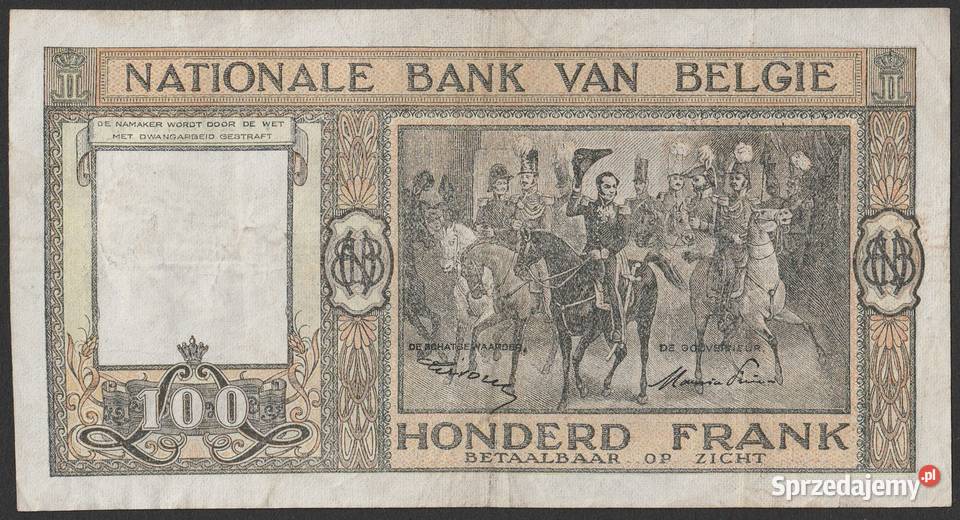 NATIONALE BANK VAN BELGIE
DE NAMAKER WORDT DOOR DE WET
MET DWANGARBEID GESTRAFT
DE SCHATBEWAARDER.
DE GOUVERNEUR.
100
HONDERD FRANK
BETAALBAAR OP ZICHT
Sprzedajemy.pl